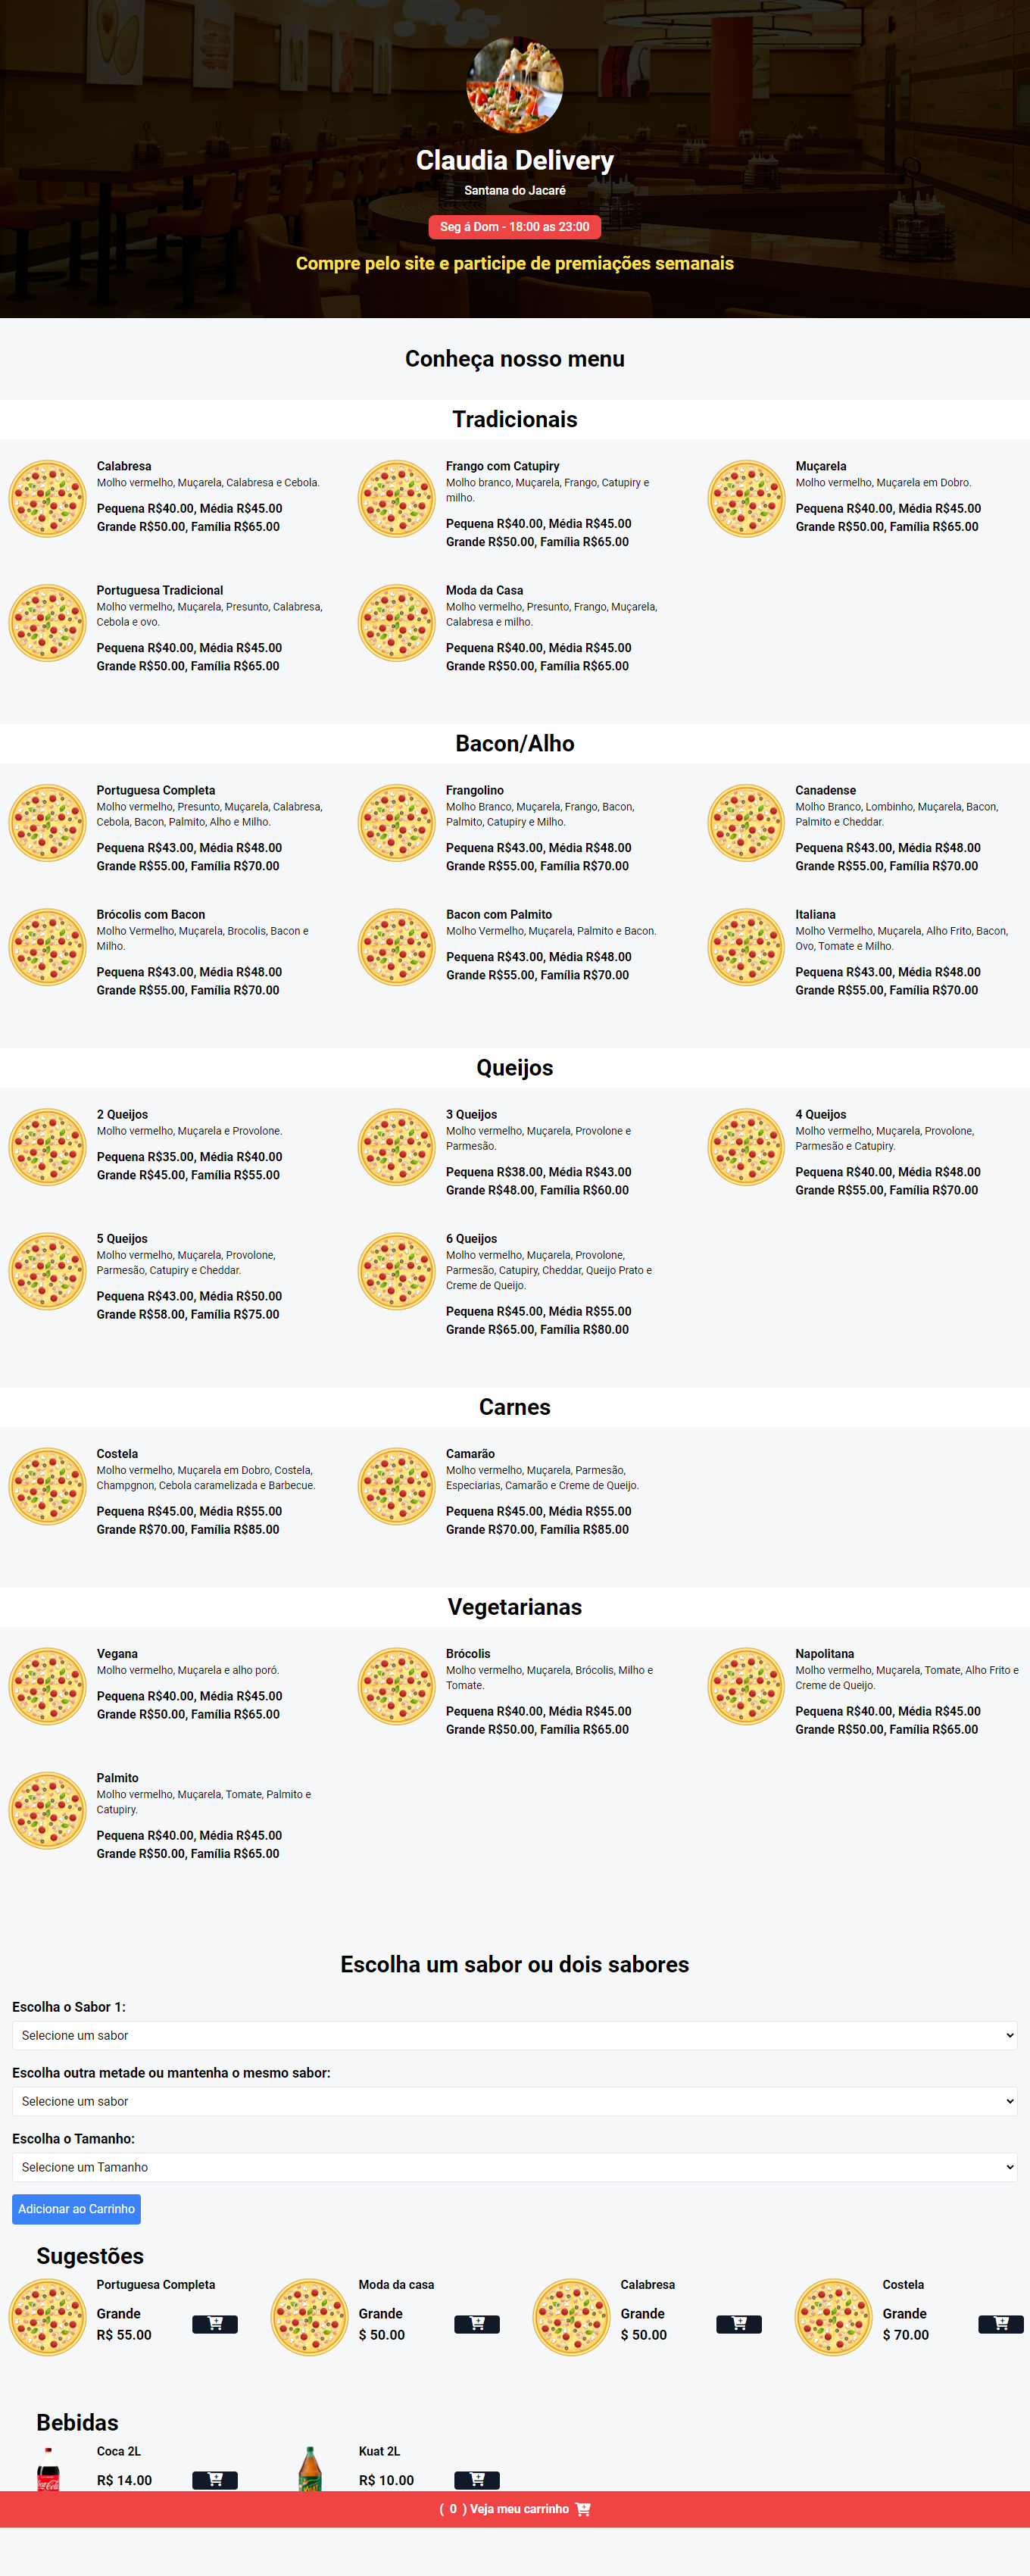 Claudia Delivery
Santana do Jacaré
Seg á Dom - 18:00 as 23:00
Compre pelo site e participe de premiações semanais
Conheça nosso menu
Tradicionais
Calabresa
Molho vermelho, Muçarela, Calabresa e Cebola.
Pequena R$40.00, Média R$45.00
Grande R$50.00, Família R$65.00
Frango com Catupiry
Molho branco, Muçarela, Frango, Catupiry e
milho.
Pequena R$40.00, Média R$45.00
Grande R$50.00, Família R$65.00
Muçarela
Molho vermelho, Muçarela em Dobro.
Pequena R$40.00, Média R$45.00
Grande R$50.00, Família R$65.00
Portuguesa Tradicional
Molho vermelho, Muçarela, Presunto, Calabresa,
Cebola e ovo.
Pequena R$40.00, Média R$45.00
Grande R$50.00, Família R$65.00
Moda da Casa
Molho vermelho, Presunto, Frango, Muçarela,
Calabresa e milho.
Pequena R$40.00, Média R$45.00
Grande R$50.00, Família R$65.00
Bacon/Alho
Portuguesa Completa
Molho vermelho, Presunto, Muçarela, Calabresa,
Cebola, Bacon, Palmito, Alho e Milho.
Pequena R$43.00, Média R$48.00
Grande R$55.00, Família R$70.00
Frangolino
Molho Branco, Muçarela, Frango, Bacon,
Palmito, Catupiry e Milho.
Pequena R$43.00, Média R$48.00
Grande R$55.00, Família R$70.00
Canadense
Molho Branco, Lombinho, Muçarela, Bacon,
Palmito e Cheddar.
Pequena R$43.00, Média R$48.00
Grande R$55.00, Família R$70.00
Brócolis com Bacon
Molho Vermelho, Muçarela, Brocolis, Bacon e
Milho.
Pequena R$43.00, Média R$48.00
Grande R$55.00, Família R$70.00
Bacon com Palmito
Molho Vermelho, Muçarela, Palmito e Bacon.
Pequena R$43.00, Média R$48.00
Grande R$55.00, Família R$70.00
Italiana
Molho Vermelho, Muçarela, Alho Frito, Bacon,
Ovo, Tomate e Milho.
Pequena R$43.00, Média R$48.00
Grande R$55.00, Família R$70.00
Queijos
2 Queijos
Molho vermelho, Muçarela e Provolone.
Pequena R$35.00, Média R$40.00
Grande R$45.00, Família R$55.00
3 Queijos
Molho vermelho, Muçarela, Provolone e
Parmesão.
Pequena R$38.00, Média R$43.00
Grande R$48.00, Família R$60.00
4 Queijos
Molho vermelho, Muçarela, Provolone,
Parmesão e Catupiry.
Pequena R$40.00, Média R$48.00
Grande R$55.00, Família R$70.00
5 Queijos
Molho vermelho, Muçarela, Provolone,
Parmesão, Catupiry e Cheddar.
Pequena R$43.00, Média R$50.00
Grande R$58.00, Família R$75.00
6 Queijos
Molho vermelho, Muçarela, Provolone,
Parmesão, Catupiry, Cheddar, Queijo Prato e
Creme de Queijo.
Pequena R$45.00, Média R$55.00
Grande R$65.00, Família R$80.00
Carnes
Costela
Molho vermelho, Muçarela em Dobro, Costela,
Champgnon, Cebola caramelizada e Barbecue.
Pequena R$45.00, Média R$55.00
Grande R$70.00, Família R$85.00
Camarão
Molho vermelho, Muçarela, Parmesão,
Especiarias, Camarão e Creme de Queijo.
Pequena R$45.00, Média R$55.00
Grande R$70.00, Família R$85.00
Vegetarianas
Vegana
Molho vermelho, Muçarela e alho poró.
Pequena R$40.00, Média R$45.00
Grande R$50.00, Família R$65.00
Brócolis
Molho vermelho, Muçarela, Brócolis, Milho e
Tomate.
Pequena R$40.00, Média R$45.00
Grande R$50.00, Família R$65.00
Napolitana
Molho vermelho, Muçarela, Tomate, Alho Frito e
Creme de Queijo.
Pequena R$40.00, Média R$45.00
Grande R$50.00, Família R$65.00
Palmito
Molho vermelho, Muçarela, Tomate, Palmito e
Catupiry.
Pequena R$40.00, Média R$45.00
Grande R$50.00, Família R$65.00
Escolha um sabor ou dois sabores
Escolha o Sabor 1:
Selecione um sabor
Escolha outra metade ou mantenha o mesmo sabor:
Selecione um sabor
Escolha o Tamanho:
Selecione um Tamanho
Adicionar ao Carrinho
Sugestões
Portuguesa Completa
Grande
R$ 55.00
Moda da casa
Grande
$ 50.00
Calabresa
Grande
$ 50.00
Costela
Grande
$ 70.00
Bebidas
Coca 2L
R$ 14.00
Kuat 2L
R$ 10.00
( 0 ) Veja meu carrinho